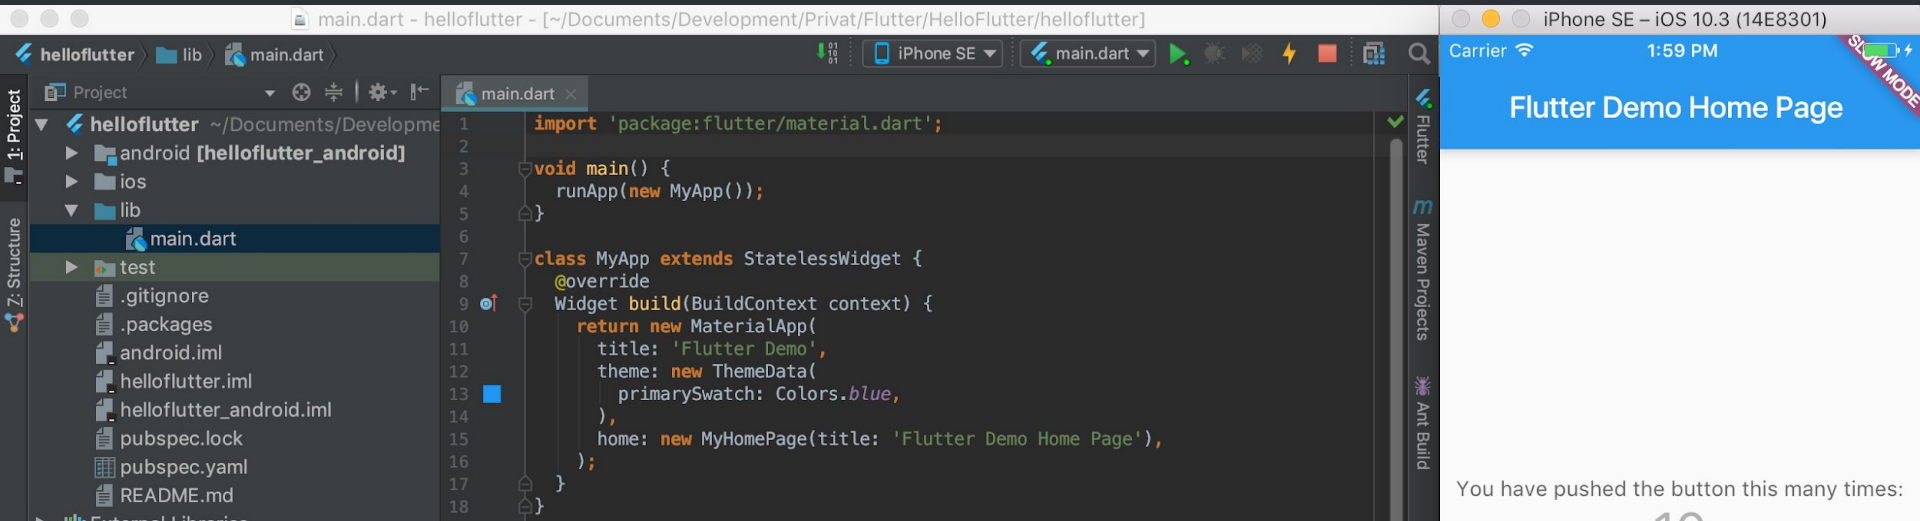 main.dart - helloflutter - [~/Documents/Development/Privat/Flutter/HelloFlutter/helloflutter]
helloflutter lib main.dart
iPhone SE
main.dart
1: Project
Z: Structure
Project
helloflutter ~/Documents/Developme
android [helloflutter_android]
ios
lib
main.dart
test
.gitignore
.packages
android.iml
helloflutter.iml
helloflutter_android.iml
pubspec.lock
pubspec.yaml
README.md
main.dart
1 import 'package:flutter/material.dart';
2
3 void main() {
4 runApp(new MyApp());
5 }
6
7 class MyApp extends StatelessWidget {
8 @override
9 Widget build(BuildContext context) {
10 return new MaterialApp(
11 title: 'Flutter Demo',
12 theme: new ThemeData(
13 primarySwatch: Colors.blue,
14 ),
15 home: new MyHomePage(title: 'Flutter Demo Home Page'),
16 );
17 }
18 }
Flutter
Maven Projects
Ant Build
iPhone SE – iOS 10.3 (14E8301)
Carrier 1:59 PM
SLOW MODE
Flutter Demo Home Page
You have pushed the button this many times: